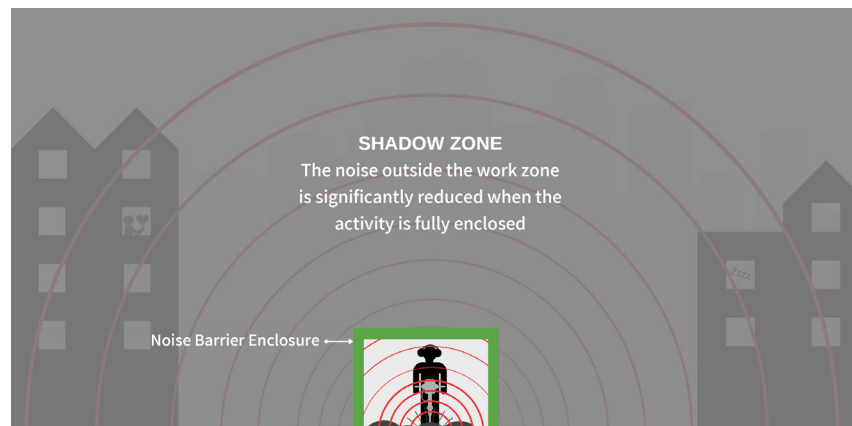 SHADOW ZONE
The noise outside the work zone
is significantly reduced when the
activity is fully enclosed
Zzzz
Noise Barrier Enclosure